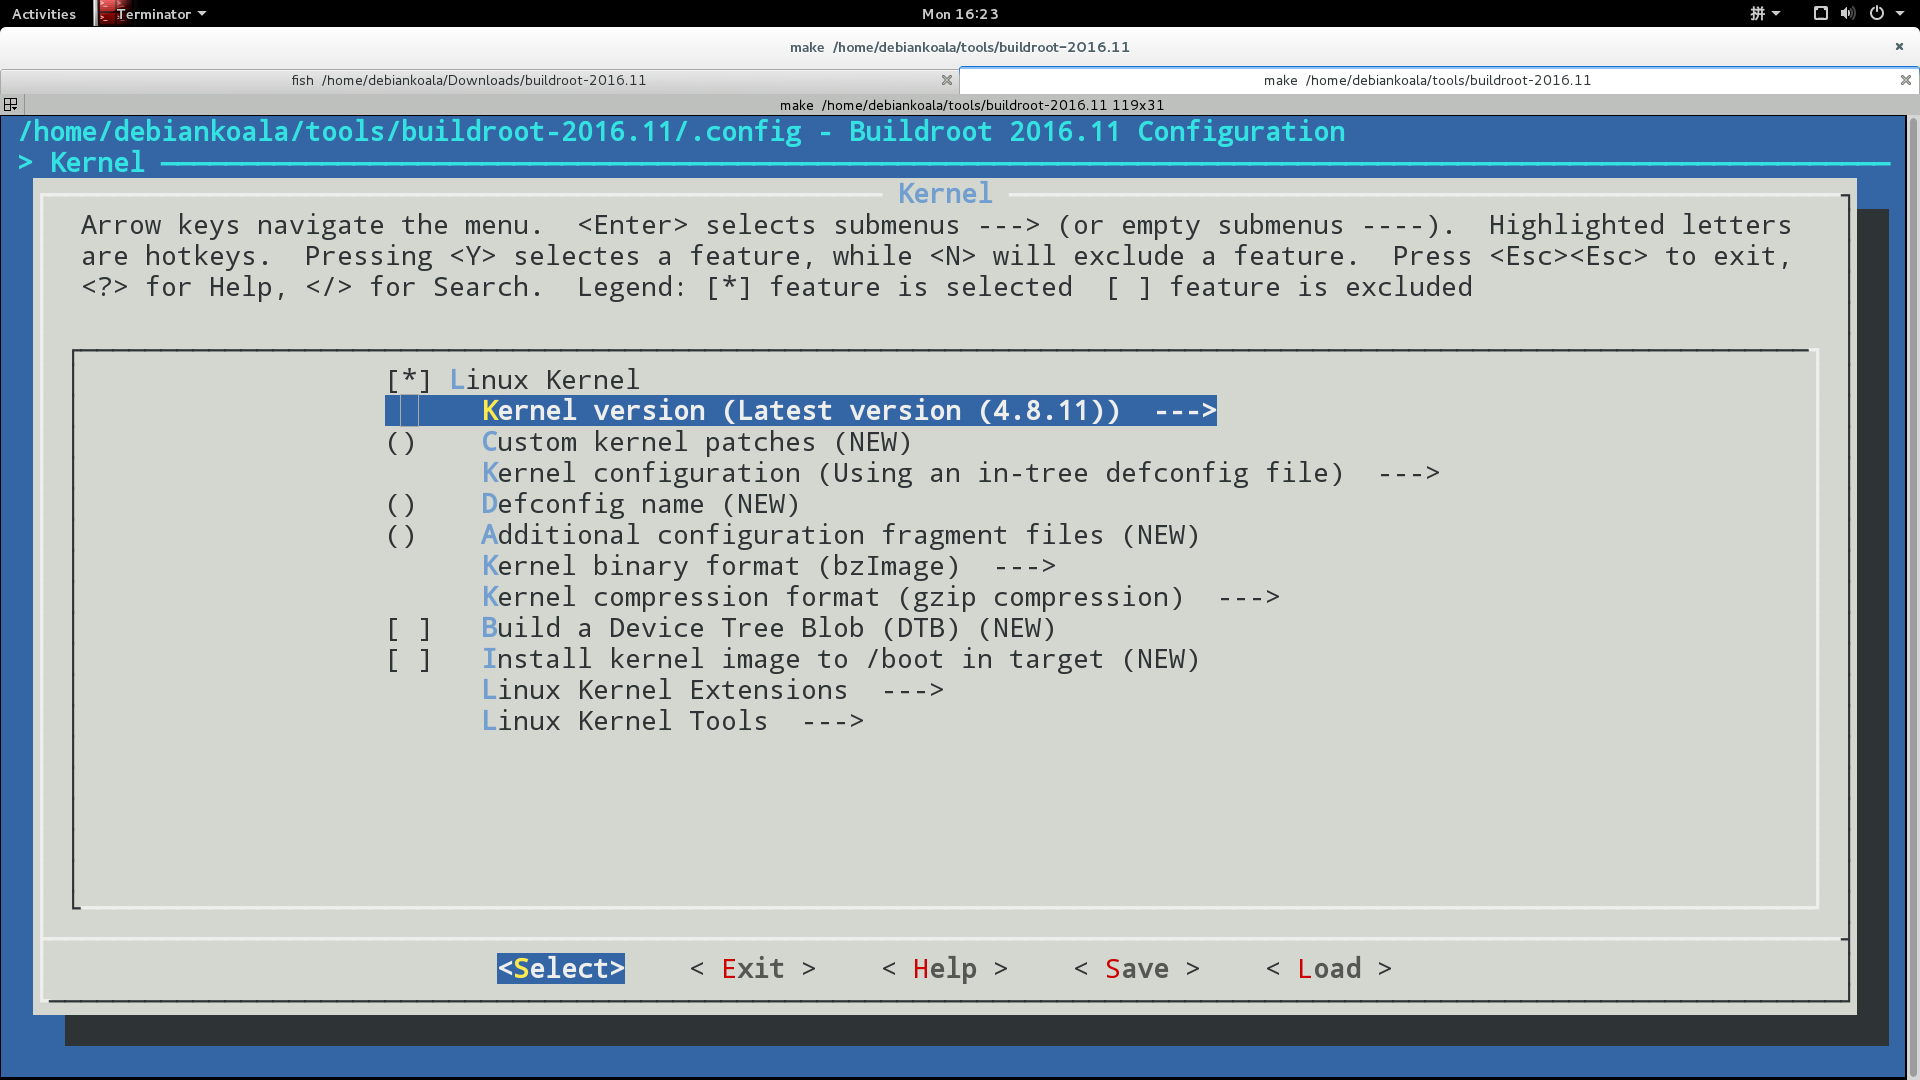 Activities Terminator Mon 16:23 拼
make /home/debiankoala/tools/buildroot-2016.11
fish /home/debiankoala/Downloads/buildroot-2016.11 make /home/debiankoala/tools/buildroot-2016.11
make /home/debiankoala/tools/buildroot-2016.11 119x31
/home/debiankoala/tools/buildroot-2016.11/.config - Buildroot 2016.11 Configuration
> Kernel
Kernel
Arrow keys navigate the menu.  <Enter> selects submenus ---> (or empty submenus ----).  Highlighted letters
are hotkeys.  Pressing <Y> selectes a feature, while <N> will exclude a feature.  Press <Esc><Esc> to exit,
<?> for Help, </> for Search.  Legend: [*] feature is selected  [ ] feature is excluded
[*] Linux Kernel
Kernel version (Latest version (4.8.11))  --->
()    Custom kernel patches (NEW)
Kernel configuration (Using an in-tree defconfig file)  --->
()    Defconfig name (NEW)
()    Additional configuration fragment files (NEW)
Kernel binary format (bzImage)  --->
Kernel compression format (gzip compression)  --->
[ ]   Build a Device Tree Blob (DTB) (NEW)
[ ]   Install kernel image to /boot in target (NEW)
Linux Kernel Extensions  --->
Linux Kernel Tools  --->
<Select>    < Exit >    < Help >    < Save >    < Load >